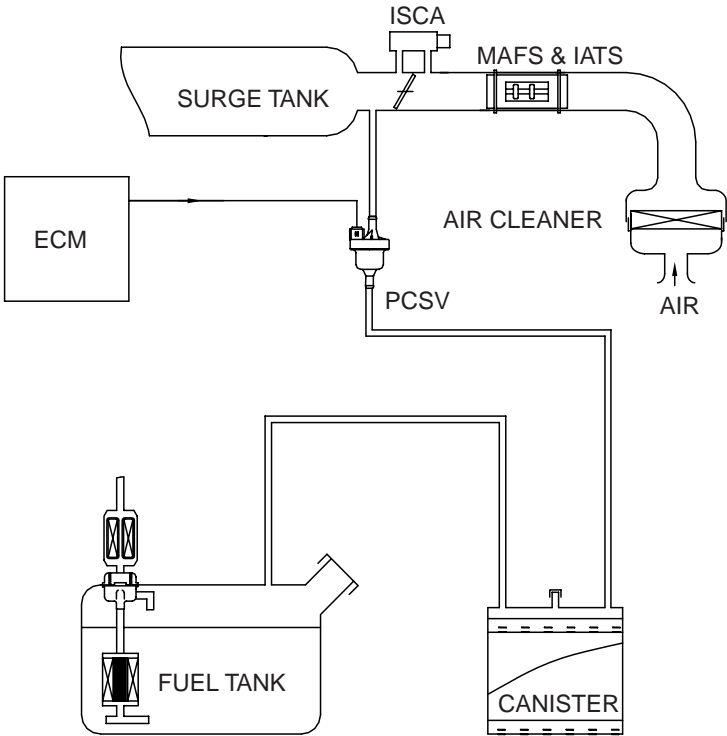 ISCA
MAFS & IATS
SURGE TANK
ECM
AIR CLEANER
PCSV
AIR
FUEL TANK
CANISTER